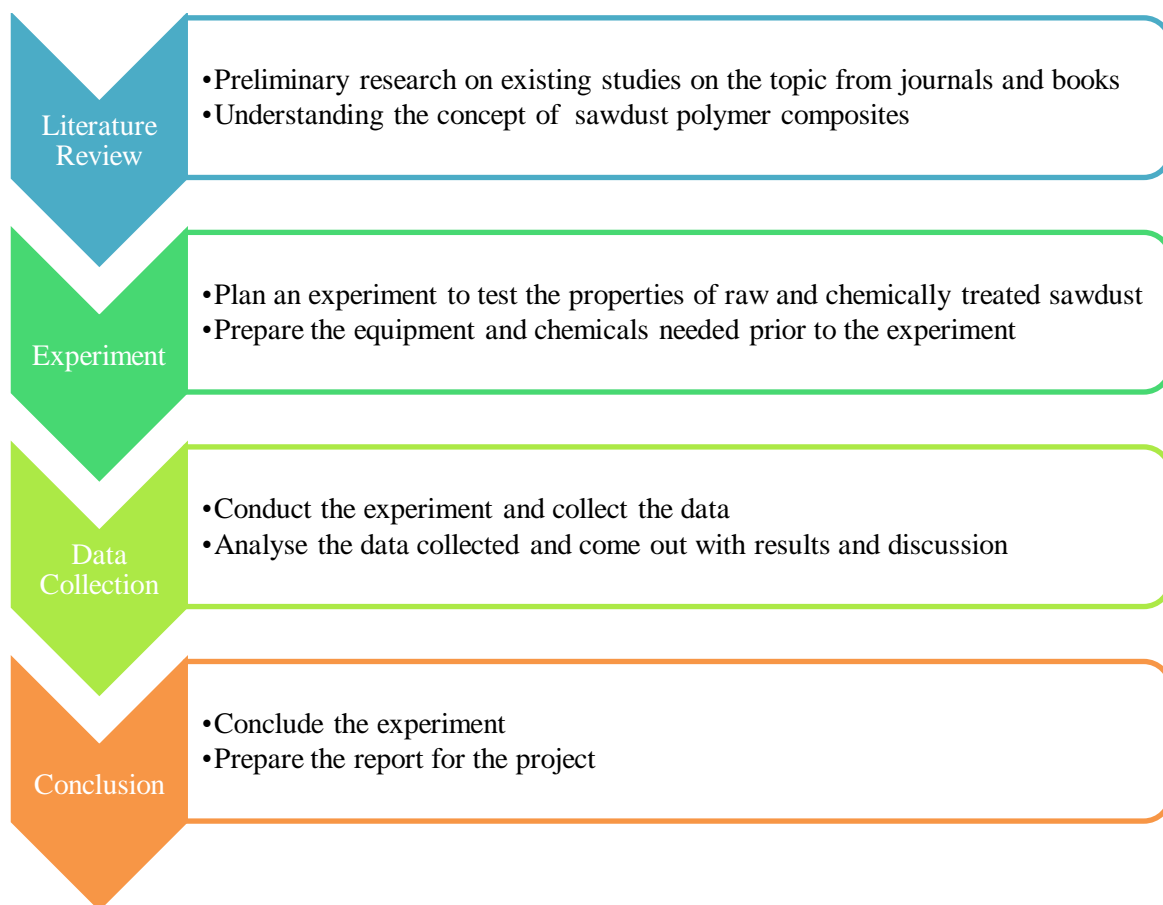 Literature
Review
•Preliminary research on existing studies on the topic from journals and books
•Understanding the concept of sawdust polymer composites
Experiment
•Plan an experiment to test the properties of raw and chemically treated sawdust
•Prepare the equipment and chemicals needed prior to the experiment
Data
Collection
•Conduct the experiment and collect the data
•Analyse the data collected and come out with results and discussion
Conclusion
•Conclude the experiment
•Prepare the report for the project